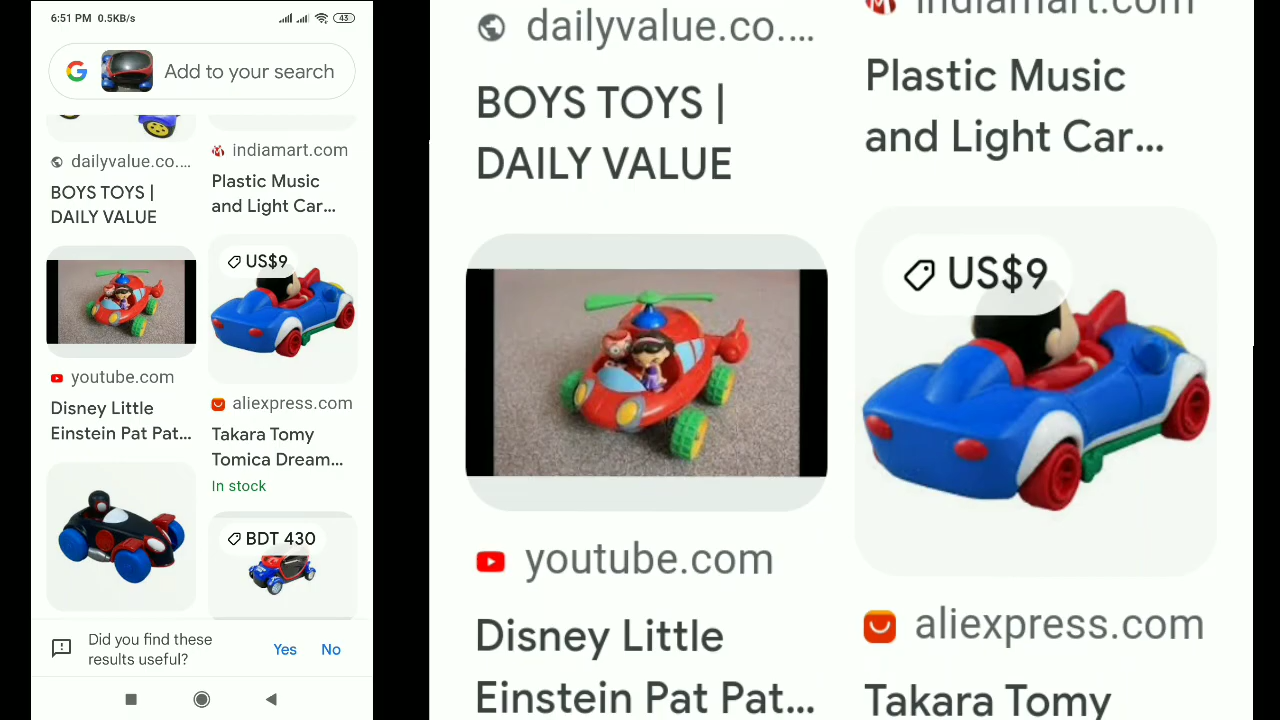 6:51 PM 0.5KB/s
43
Add to your search
dailyvalue.co....
BOYS TOYS |
DAILY VALUE
indiamart.com
Plastic Music
and Light Car...
youtube.com
Disney Little
Einstein Pat Pat...
US$9
aliexpress.com
Takara Tomy
Tomica Dream...
In stock
BDT 430
Did you find these
results useful?
Yes
No
dailyvalue.co....
BOYS TOYS |
DAILY VALUE
indiamart.com
Plastic Music
and Light Car...
youtube.com
Disney Little
Einstein Pat Pat...
US$9
aliexpress.com
Takara Tomy